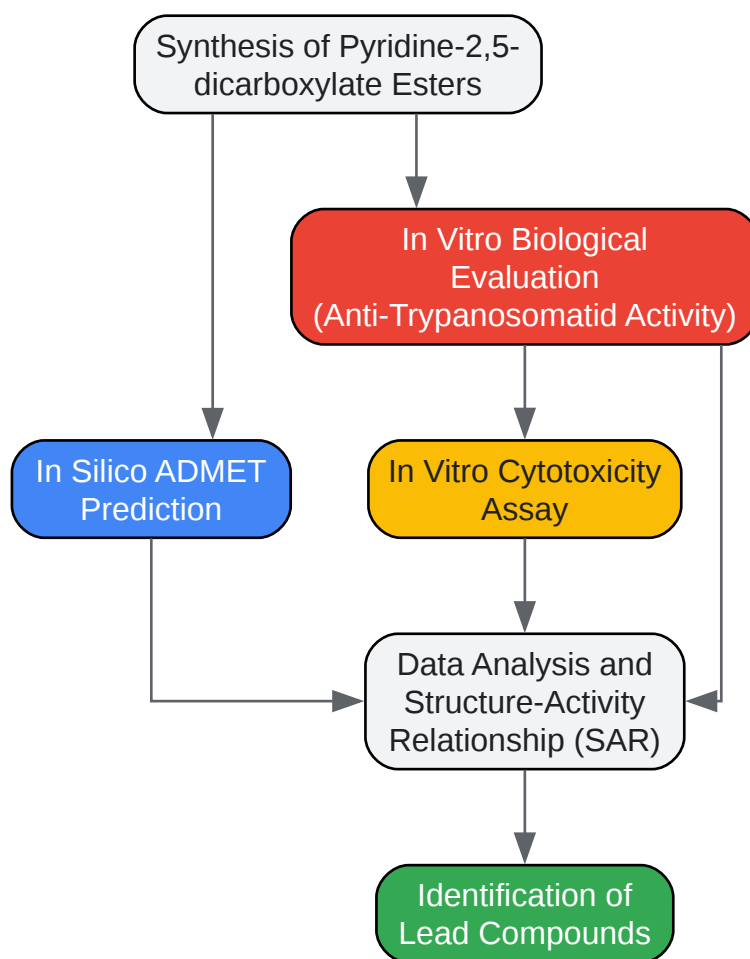 Synthesis of Pyridine-2,5-
dicarboxylate Esters
In Vitro Biological
Evaluation
(Anti-Trypanosomatid Activity)
In Silico ADMET
Prediction
In Vitro Cytotoxicity
Assay
Data Analysis and
Structure-Activity
Relationship (SAR)
Identification of
Lead Compounds